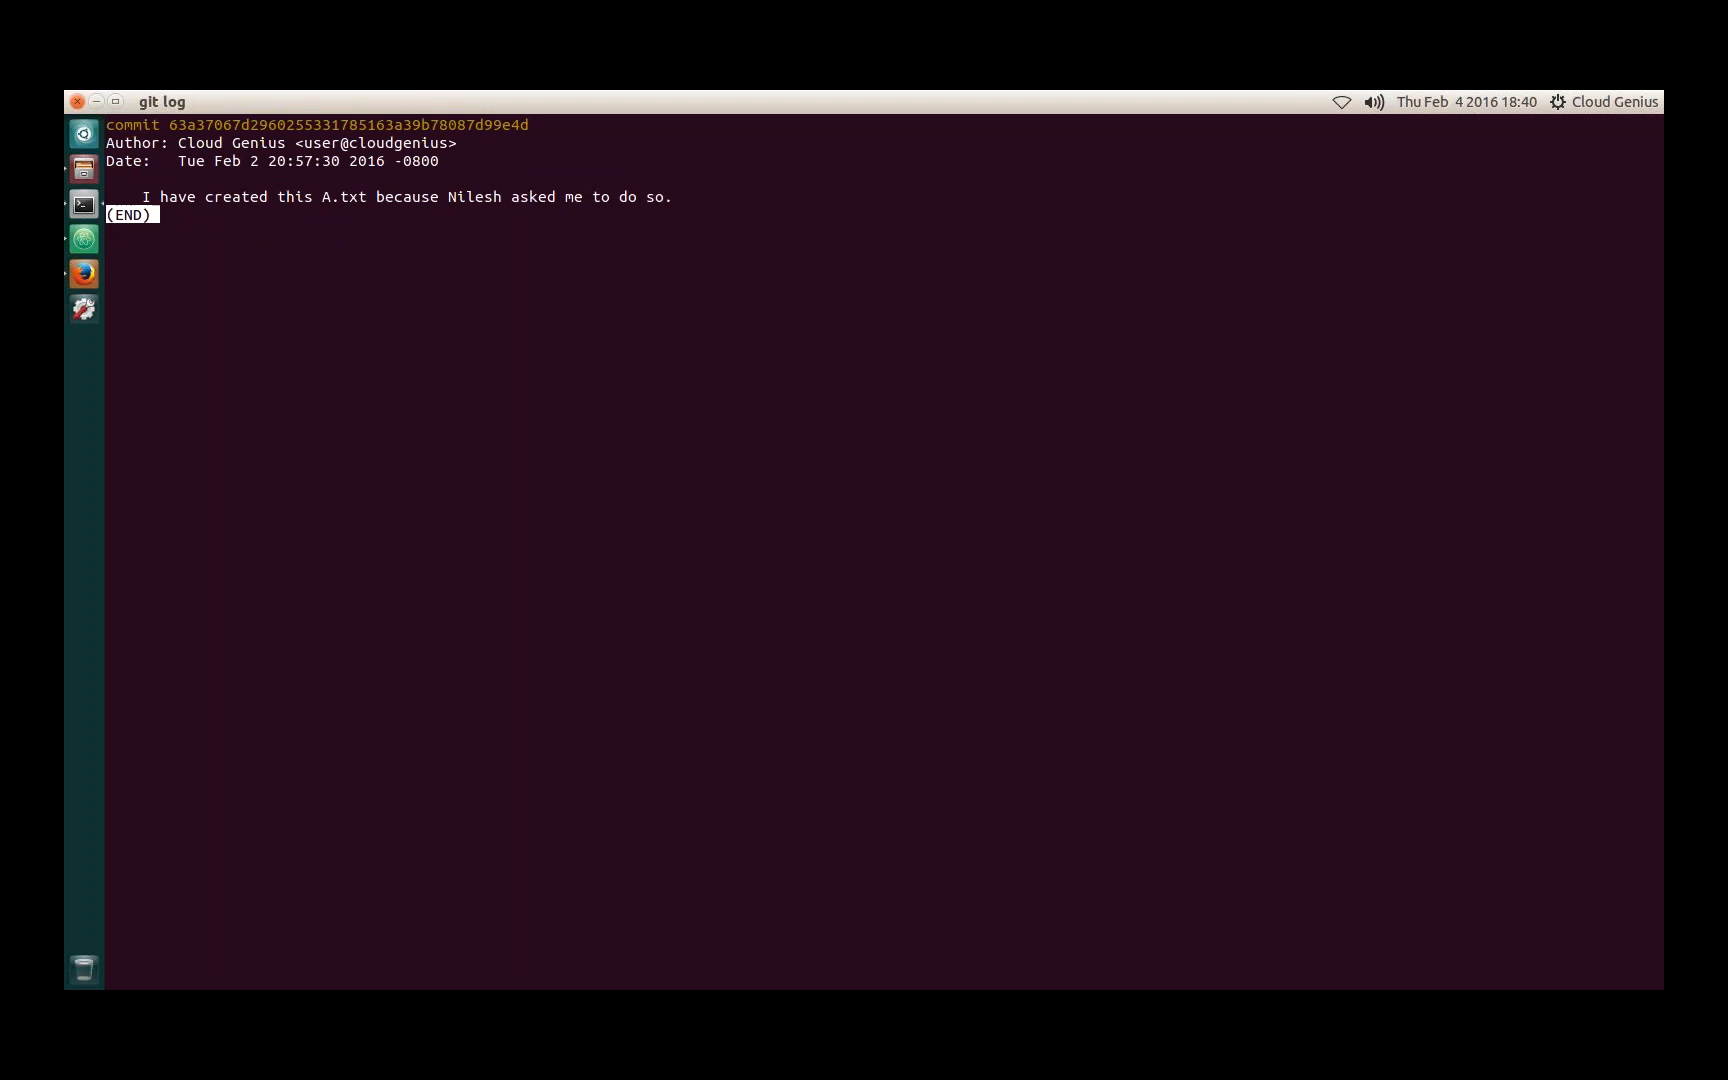 git log
Thu Feb 4 2016 18:40 Cloud Genius
commit 63a37067d2960255331785163a39b78087d99e4d
Author: Cloud Genius <user@cloudgenius>
Date:   Tue Feb 2 20:57:30 2016 -0800
I have created this A.txt because Nilesh asked me to do so.
(END)